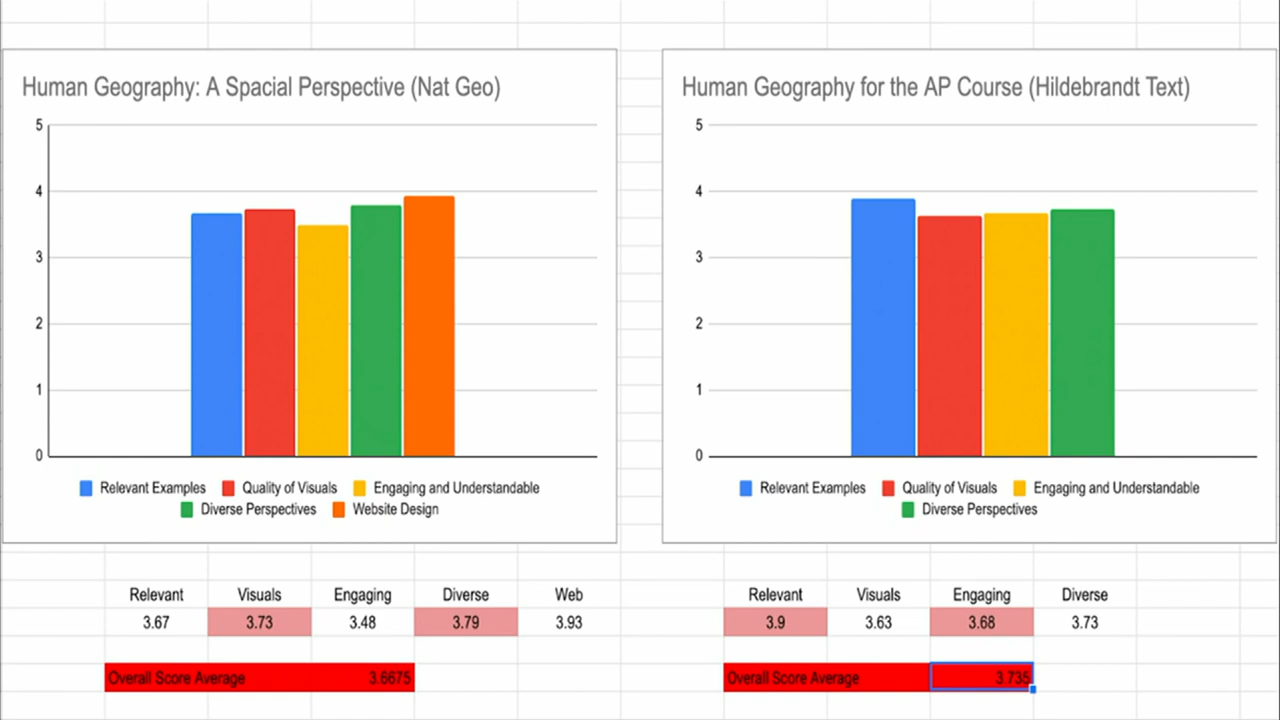 Human Geography: A Spacial Perspective (Nat Geo)
5
4
3
2
1
0
Relevant Examples Quality of Visuals Engaging and Understandable
Diverse Perspectives Website Design
Human Geography for the AP Course (Hildebrandt Text)
5
4
3
2
1
0
Relevant Examples Quality of Visuals Engaging and Understandable
Diverse Perspectives
Relevant Visuals Engaging Diverse Web
3.67 3.73 3.48 3.79 3.93
Overall Score Average 3.6675
Relevant Visuals Engaging Diverse
3.9 3.63 3.68 3.73
Overall Score Average 3.735